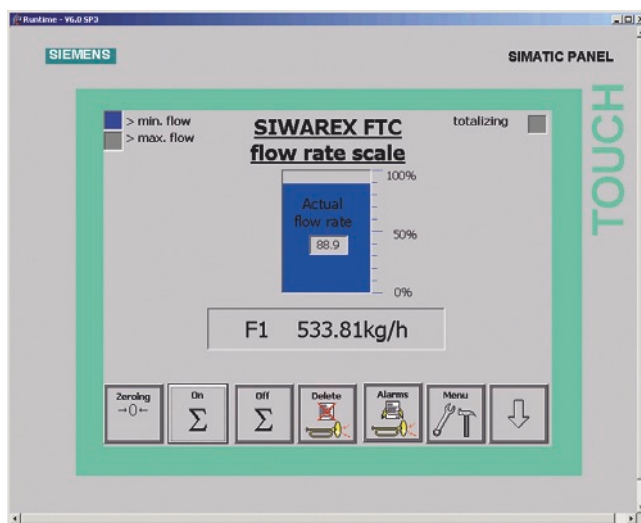 Runtime - V6.0 SP3
SIEMENS
SIMATIC PANEL
TOUCH
> min. flow
> max. flow
SIWAREX FTC
flow rate scale
totalizing
100%
Actual
flow rate
88.9
50%
0%
F1 533.81kg/h
Zeroing
→0←
On
Σ
Off
Σ
Delete
Alarms
Menu